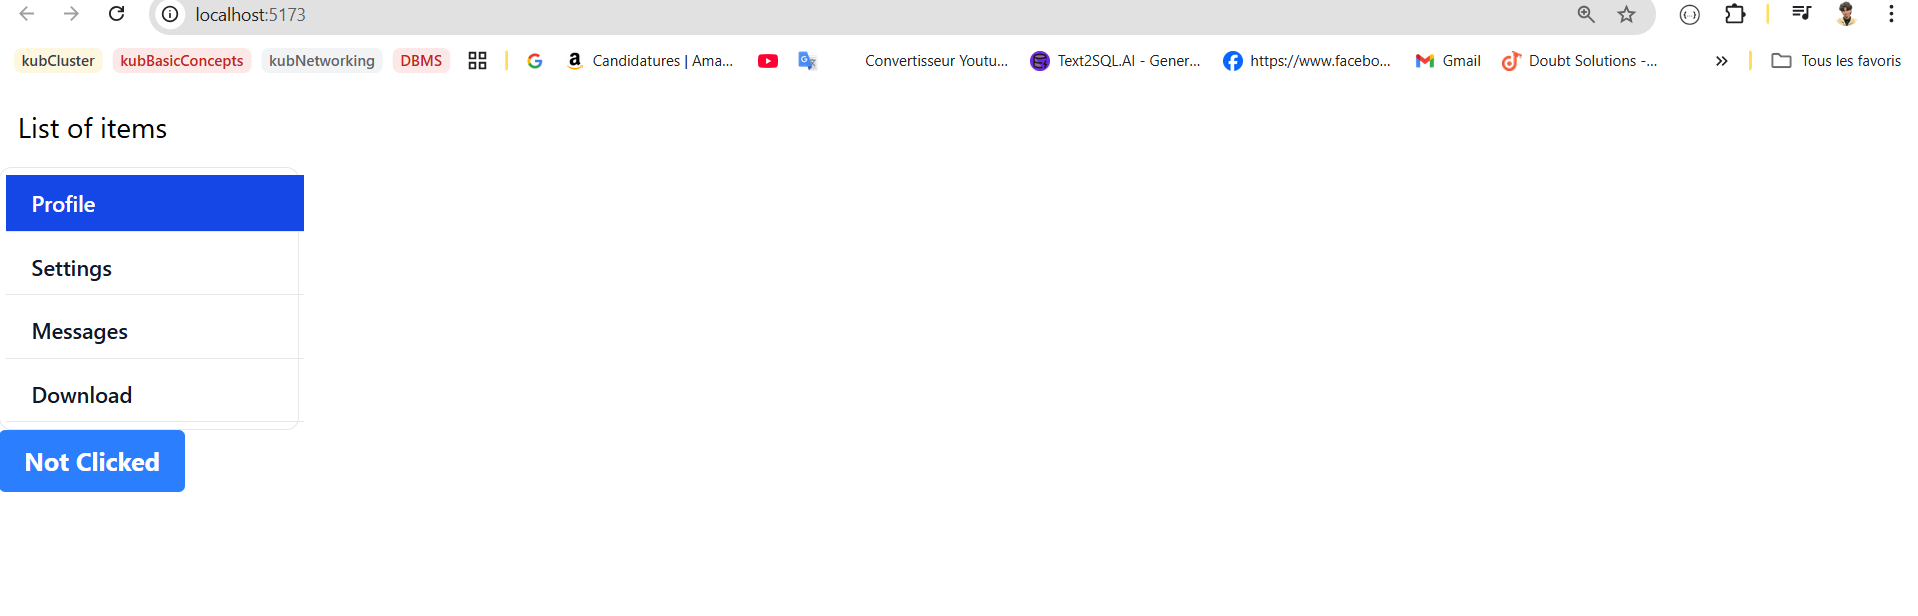 localhost:5173
kubCluster kubBasicConcepts kubNetworking DBMS Candidatures | Ama... Convertisseur Youtu... Text2SQL.AI - Gener... https://www.facebo... Gmail Doubt Solutions -... » Tous les favoris
List of items
Profile
Settings
Messages
Download
Not Clicked